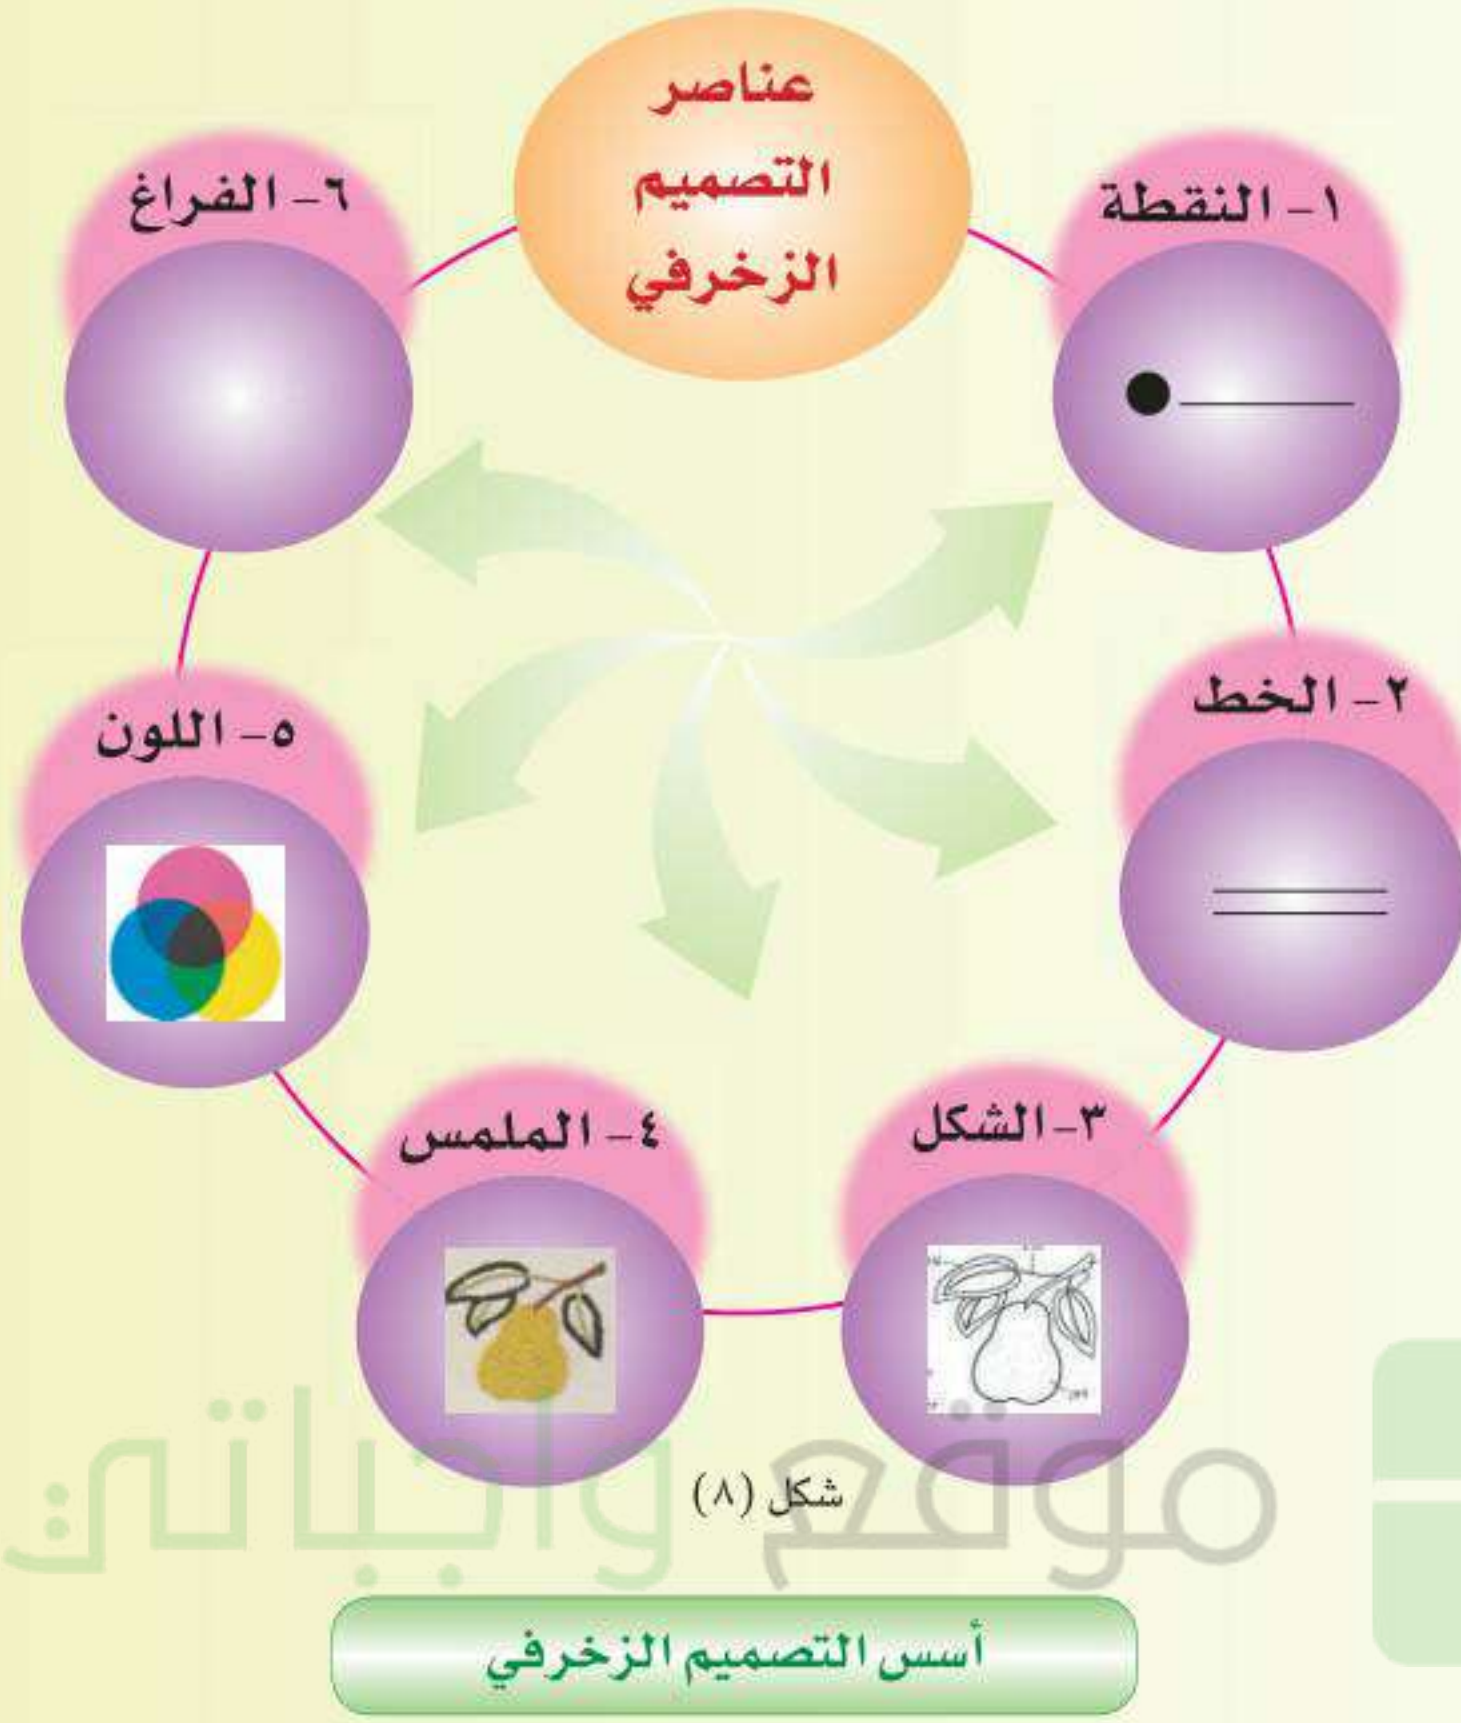 عناصر
التصميم
الزخرفي
١- النقطة
٢- الخط
٣- الشكل
٤- الملمس
٥- اللون
٦- الفراغ
شكل (٨)
موقع واجباتي
أسس التصميم الزخرفي